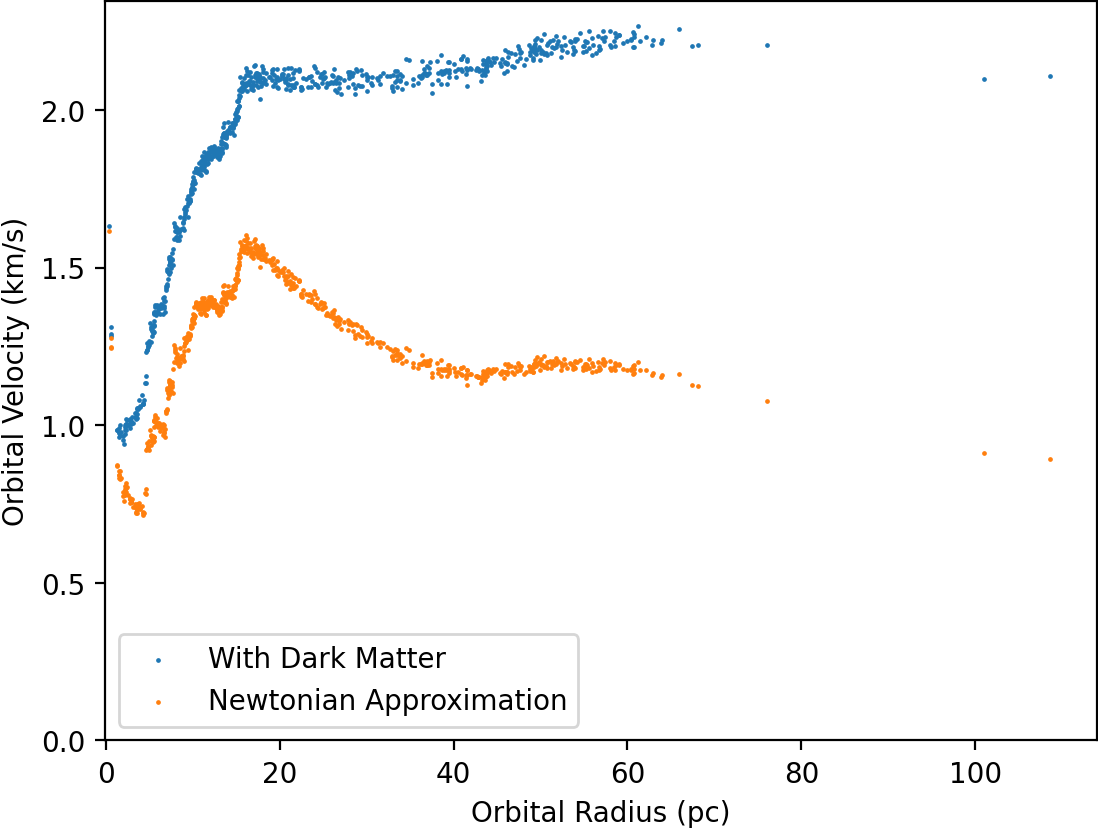 2.0
1.5
1.0
0.5
0.0
Orbital Velocity (km/s)
With Dark Matter
Newtonian Approximation
0 20 40 60 80 100
Orbital Radius (pc)